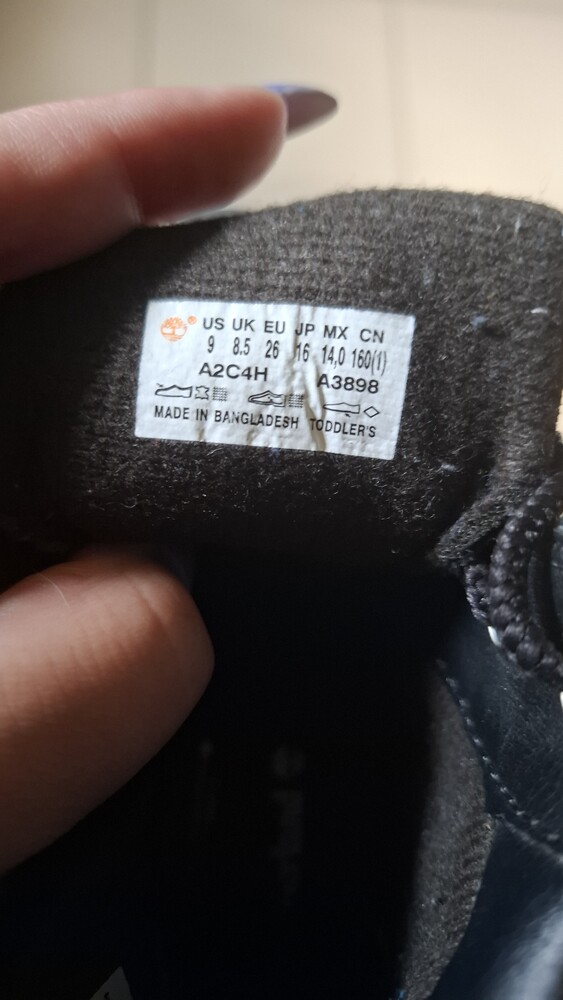 ® US UK EU JP MX CN
9 8,5 26 16 14,0 160(1)
A2C4H A3898
MADE IN BANGLADESH TODDLER'S